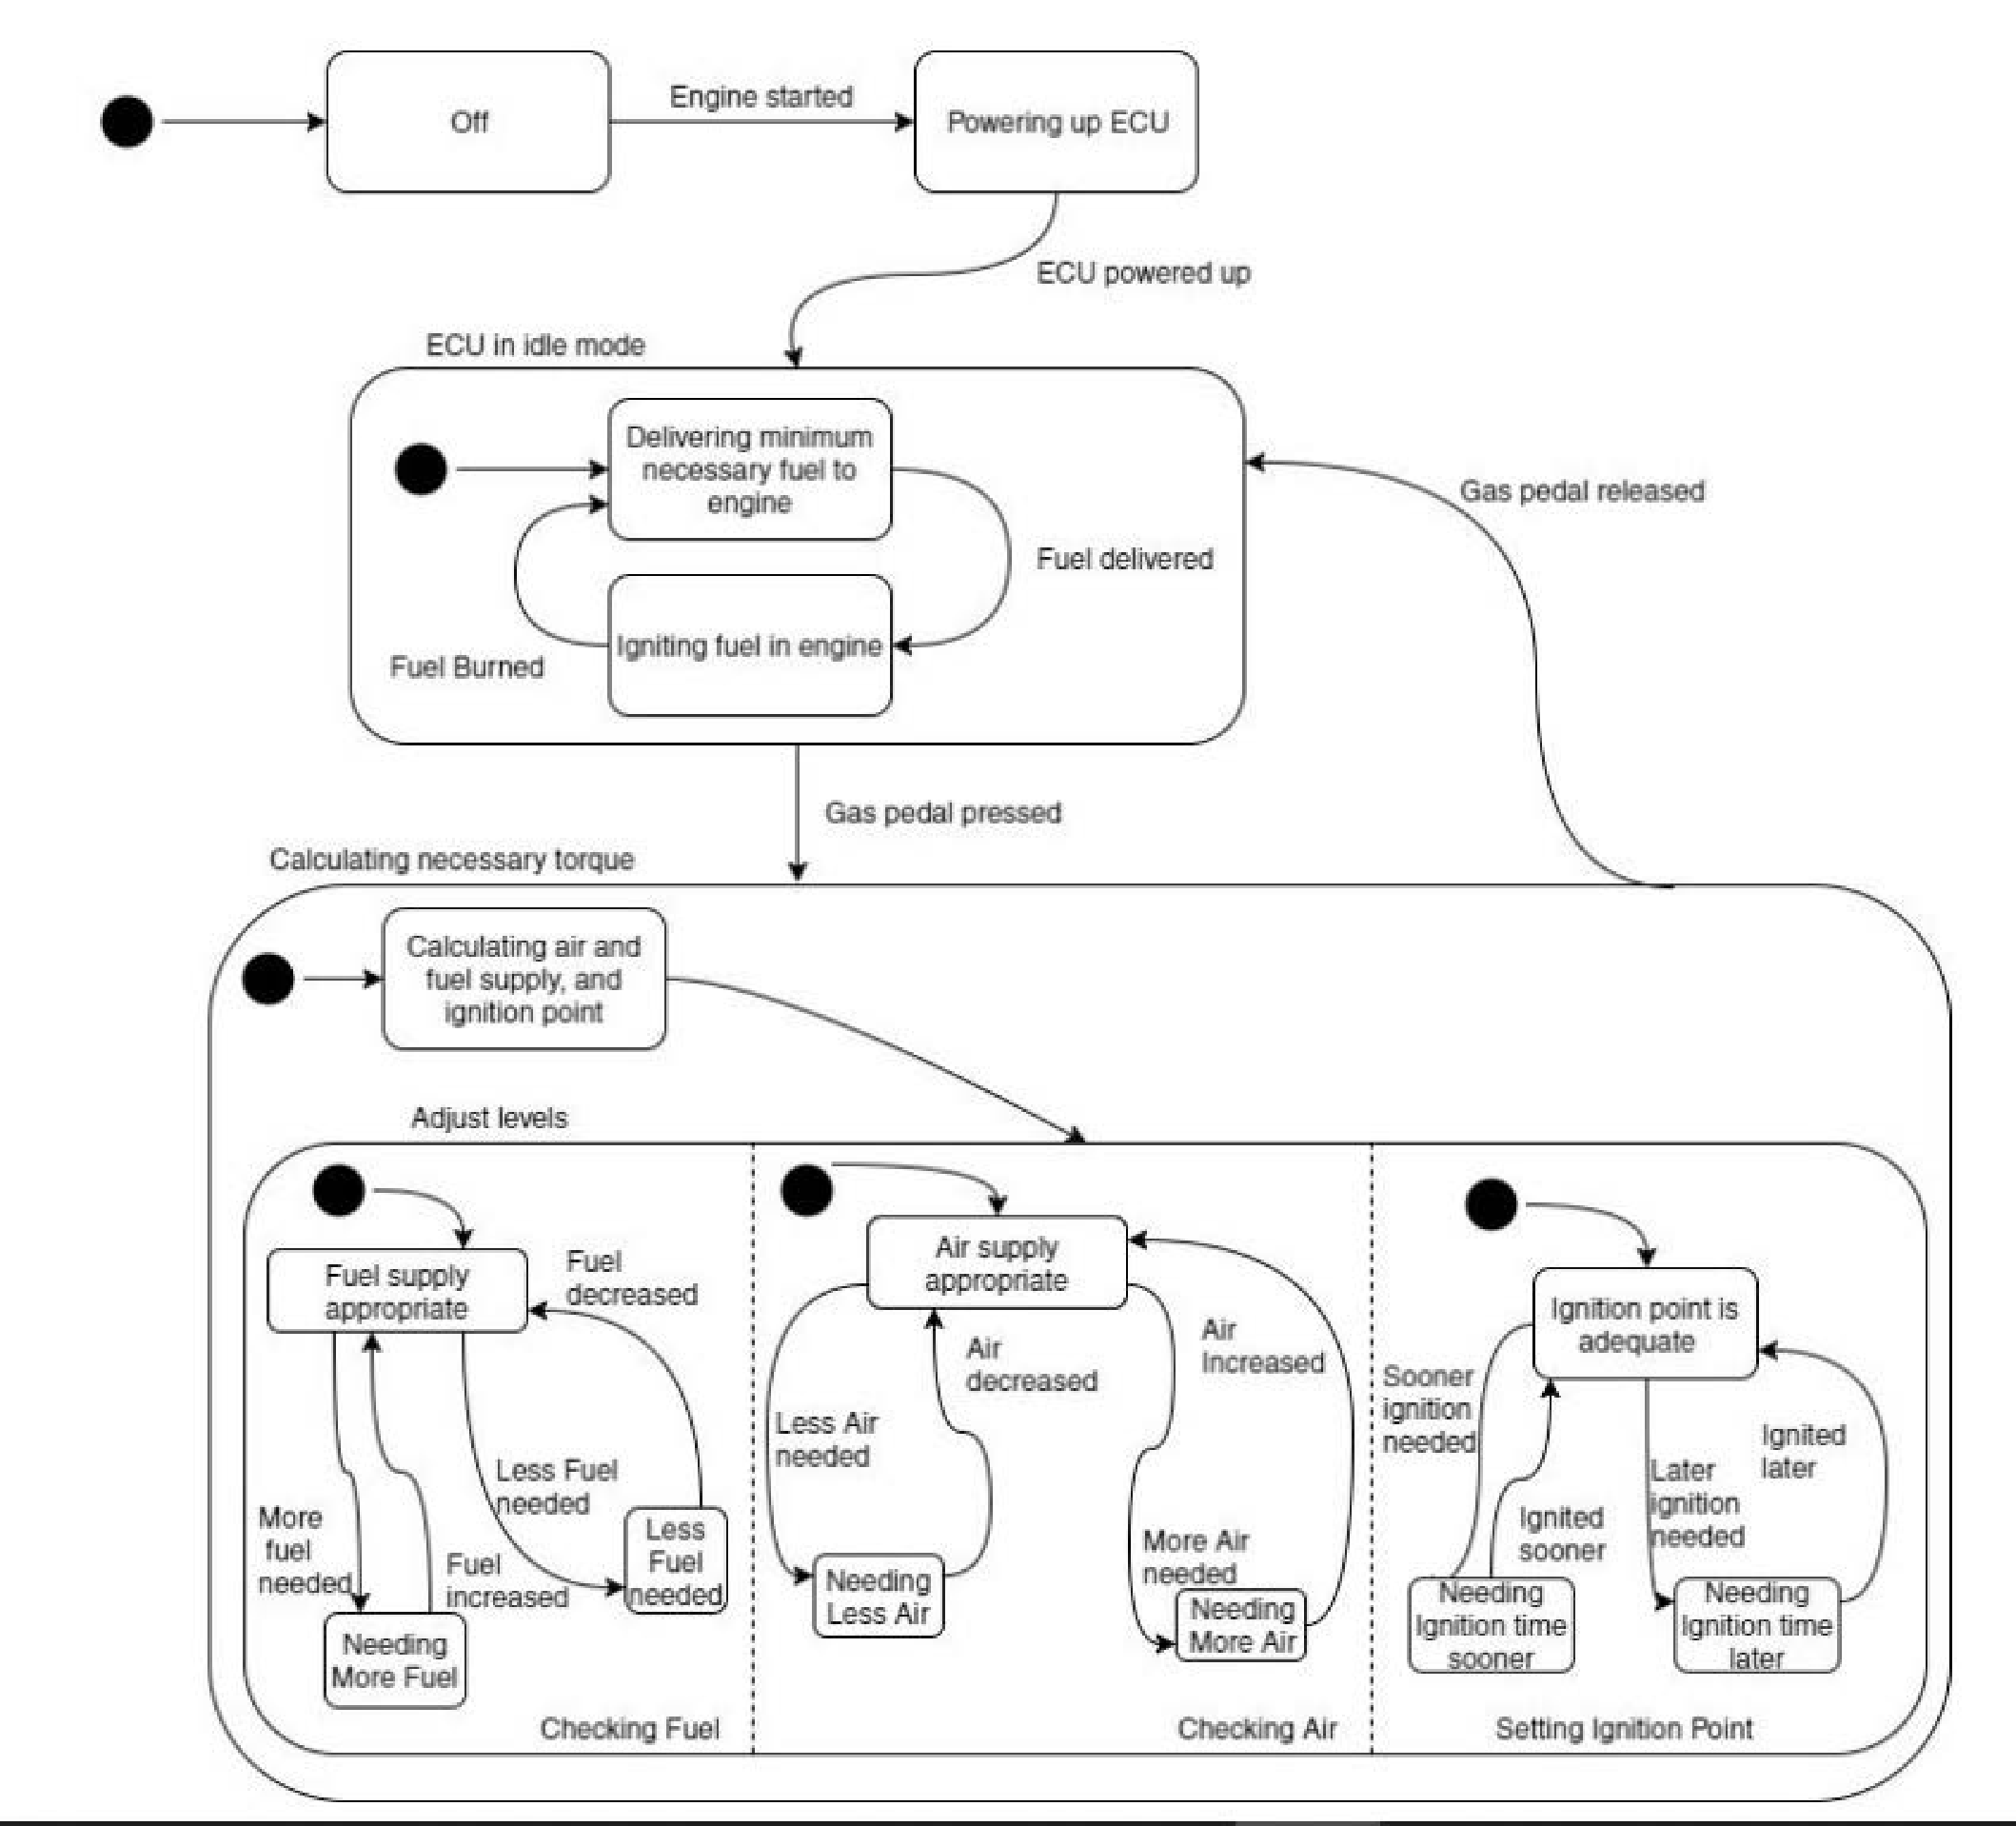 Off
Engine started
Powering up ECU
ECU powered up
ECU in idle mode
Delivering minimum
necessary fuel to
engine
Gas pedal released
Fuel delivered
Igniting fuel in engine
Fuel Burned
Gas pedal pressed
Calculating necessary torque
Calculating air and
fuel supply, and
ignition point
Adjust levels
Fuel supply
appropriate
Fuel
decreased
Less Fuel
needed
More
fuel
needed
Fuel
increased
Less
Fuel
needed
Needing
More Fuel
Checking Fuel
Air supply
appropriate
Air
decreased
Air
Increased
Less Air
needed
More Air
needed
Needing
Less Air
Needing
More Air
Checking Air
Ignition point is
adequate
Sooner
ignition
needed
Ignited
later
Later
ignition
needed
Ignited
sooner
Needing
Ignition time
sooner
Needing
Ignition time
later
Setting Ignition Point